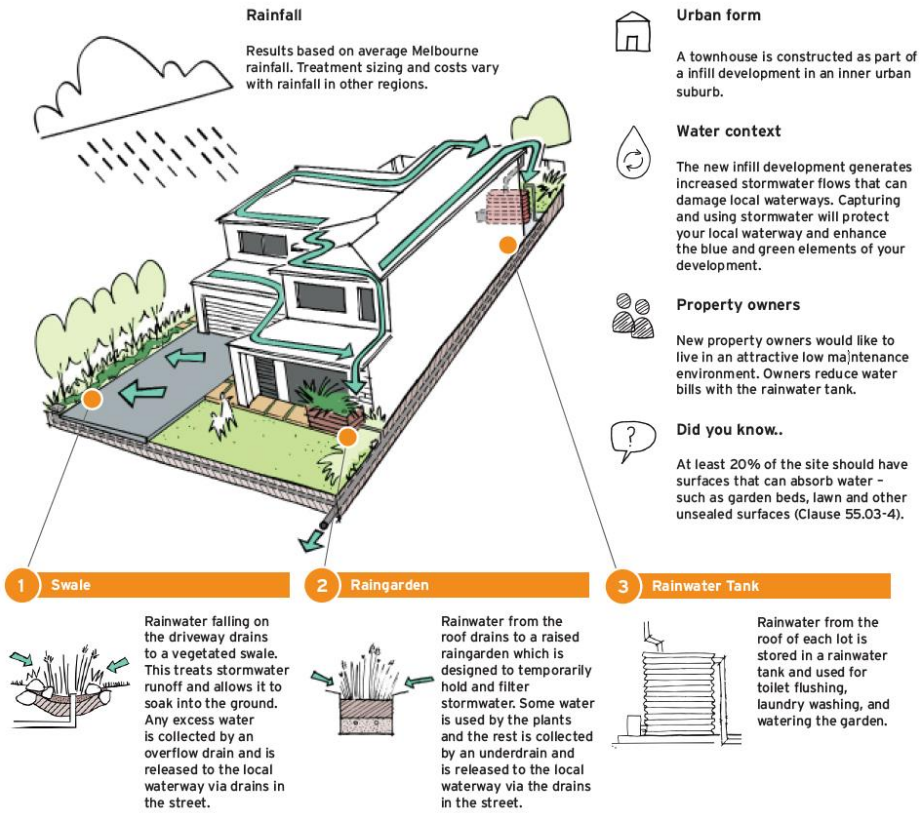 Rainfall
Results based on average Melbourne
rainfall. Treatment sizing and costs vary
with rainfall in other regions.
Urban form
A townhouse is constructed as part of
a infill development in an inner urban
suburb.
Water context
The new infill development generates
increased stormwater flows that can
damage local waterways. Capturing
and using stormwater will protect
your local waterway and enhance
the blue and green elements of your
development.
Property owners
New property owners would like to
live in an attractive low maintenance
environment. Owners reduce water
bills with the rainwater tank.
?
Did you know..
At least 20% of the site should have
surfaces that can absorb water –
such as garden beds, lawn and other
unsealed surfaces (Clause 55.03-4).
1 Swale
Rainwater falling on
the driveway drains
to a vegetated swale.
This treats stormwater
runoff and allows it to
soak into the ground.
Any excess water
is collected by an
overflow drain and is
released to the local
waterway via drains in
the street.
2 Raingarden
Rainwater from the
roof drains to a raised
raingarden which is
designed to temporarily
hold and filter
stormwater. Some water
is used by the plants
and the rest is collected
by an underdrain and
is released to the local
waterway via the drains
in the street.
3 Rainwater Tank
Rainwater from the
roof of each lot is
stored in a rainwater
tank and used for
toilet flushing,
laundry washing, and
watering the garden.